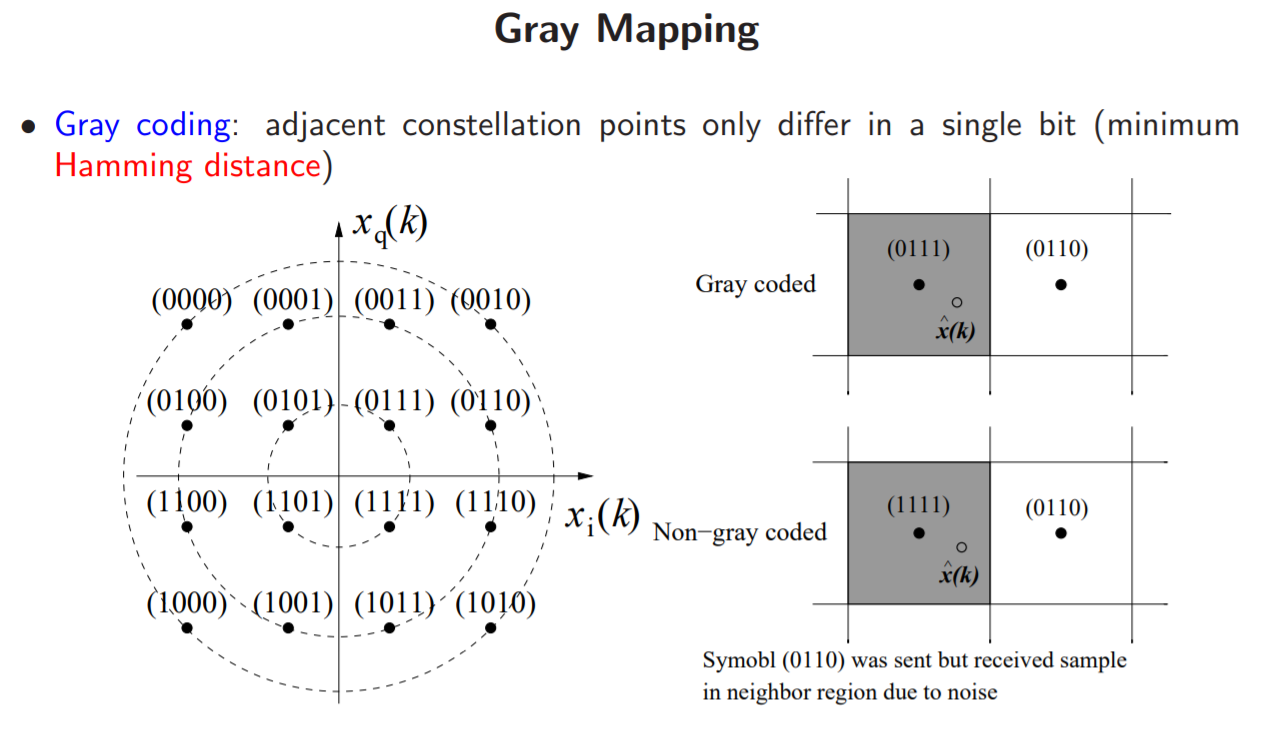 Gray Mapping
• Gray coding: adjacent constellation points only differ in a single bit (minimum
Hamming distance)
x_q(k)
(0000) (0001) (0011) (0010)
(0100) (0101) (0111) (0110)
(1100) (1101) (1111) (1110)
(1000) (1001) (1011) (1010)
x_i(k)
Gray coded
(0111) (0110)
x̂(k)
Non−gray coded
(1111) (0110)
x̂(k)
Symobl (0110) was sent but received sample
in neighbor region due to noise